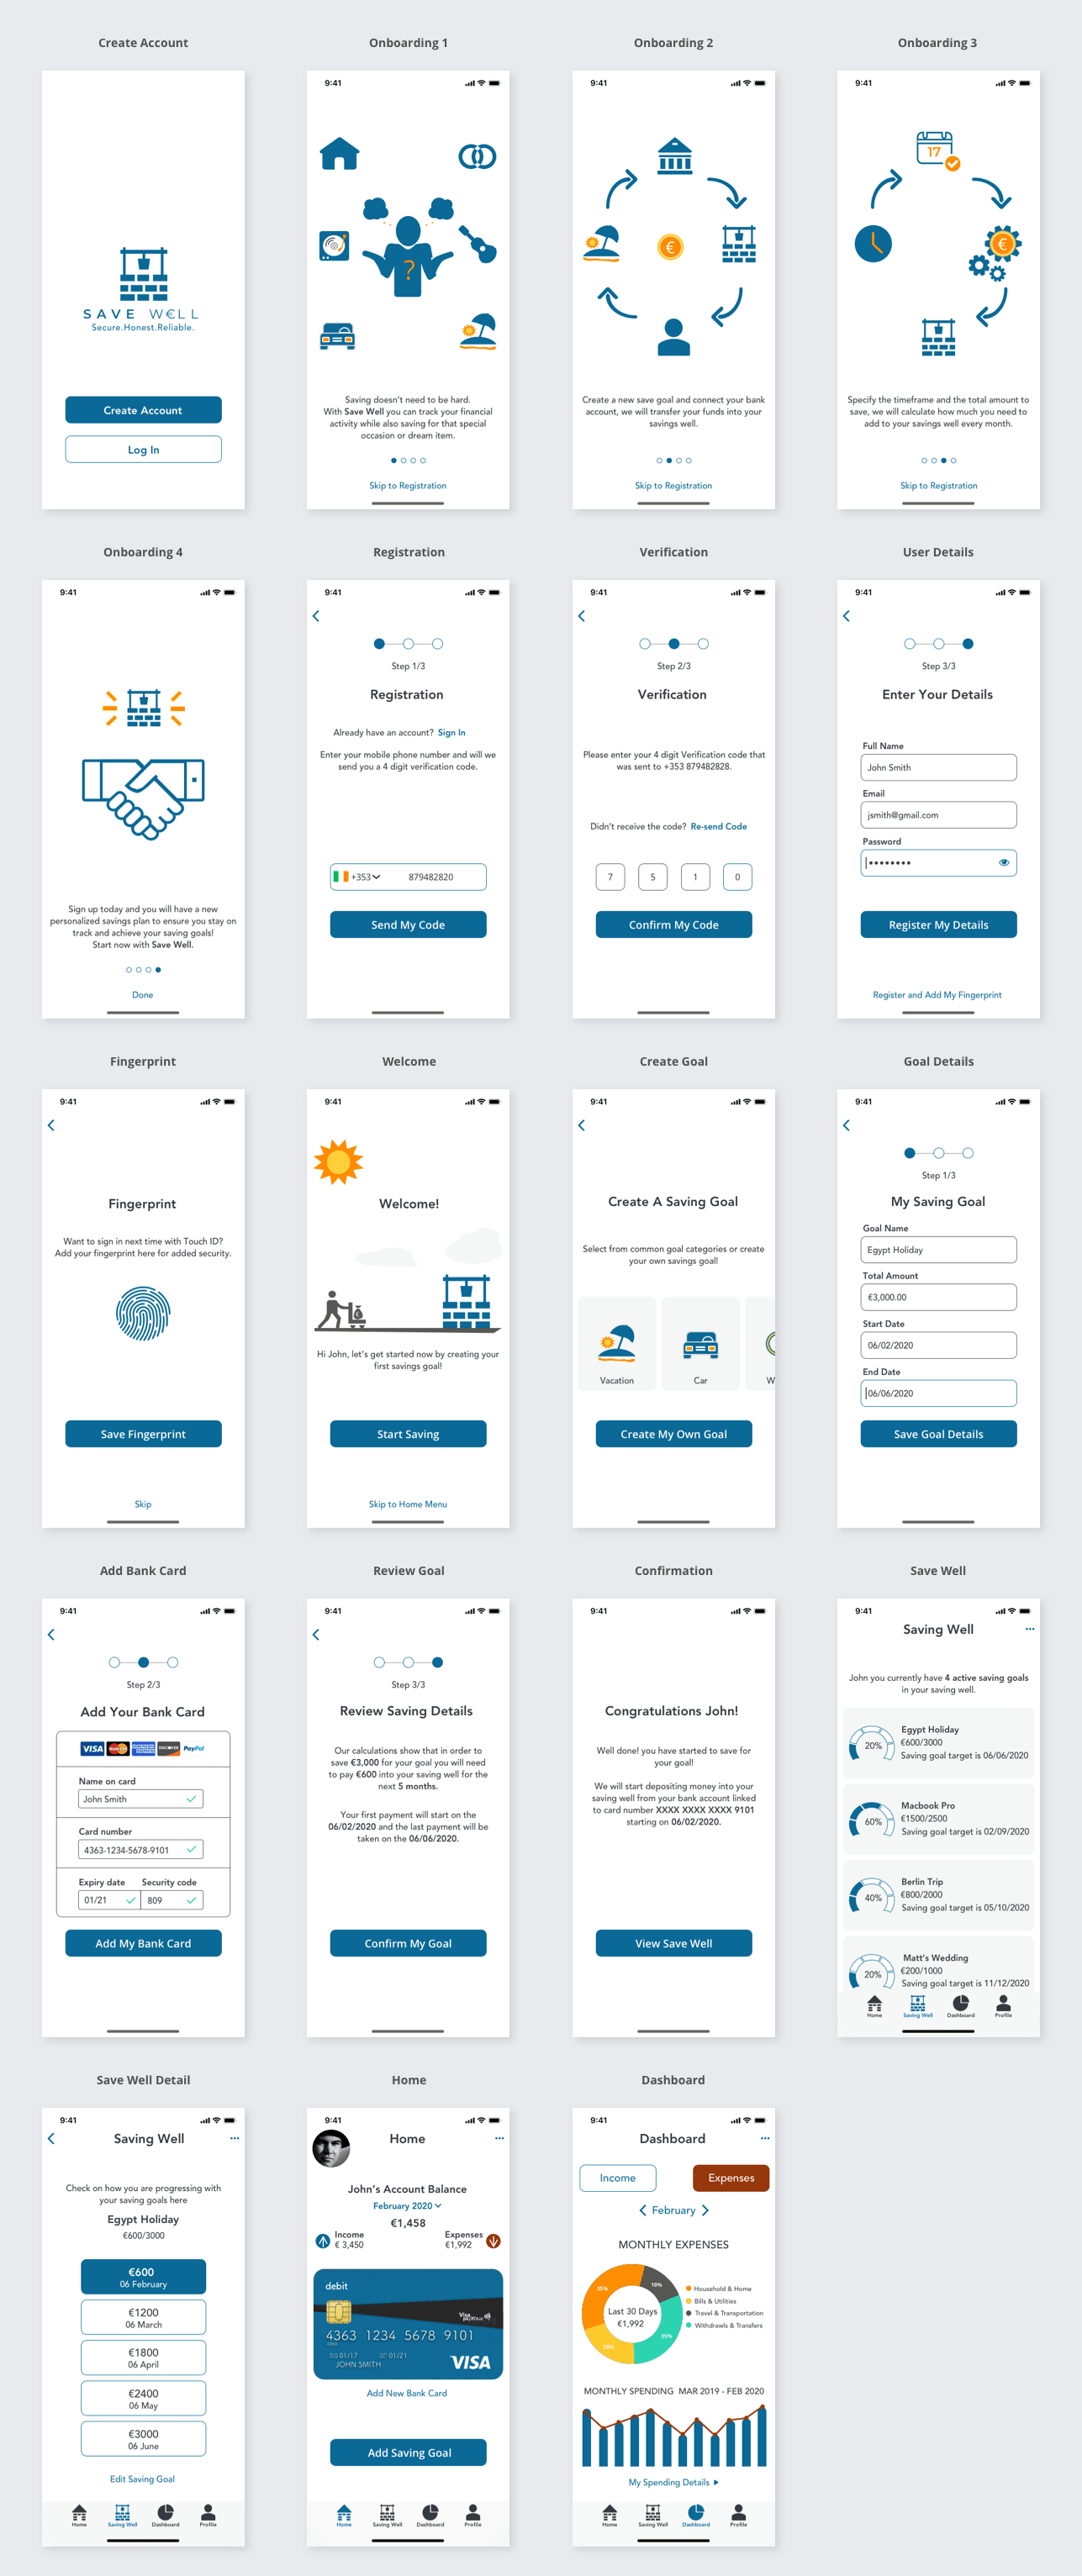 Create Account
SAVE W€LL
Secure.Honest.Reliable.
Create Account
Log In
Onboarding 1
9:41
?
Saving doesn't need to be hard.
With Save Well you can track your financial
activity while also saving for that special
occasion or dream item.
Skip to Registration
Onboarding 2
9:41
€
Create a new save goal and connect your bank
account, we will transfer your funds into your
savings well.
Skip to Registration
Onboarding 3
9:41
17
€
Specify the timeframe and the total amount to
save, we will calculate how much you need to
add to your savings well every month.
Skip to Registration
Onboarding 4
9:41
Sign up today and you will have a new
personalized savings plan to ensure you stay on
track and achieve your saving goals!
Start now with Save Well.
Done
Registration
9:41
Step 1/3
Registration
Already have an account? Sign In
Enter your mobile phone number and will we
send you a 4 digit verification code.
+353 879482820
Send My Code
Verification
9:41
Step 2/3
Verification
Please enter your 4 digit Verification code that
was sent to +353 879482828.
Didn't receive the code? Re-send Code
7 5 1 0
Confirm My Code
User Details
9:41
Step 3/3
Enter Your Details
Full Name
John Smith
Email
jsmith@gmail.com
Password
Register My Details
Register and Add My Fingerprint
Fingerprint
9:41
Fingerprint
Want to sign in next time with Touch ID?
Add your fingerprint here for added security.
Save Fingerprint
Skip
Welcome
9:41
Welcome!
Hi John, let's get started now by creating your
first savings goal!
Start Saving
Skip to Home Menu
Create Goal
9:41
Create A Saving Goal
Select from common goal categories or create
your own savings goal!
Vacation
Car
W
Create My Own Goal
Goal Details
9:41
Step 1/3
My Saving Goal
Goal Name
Egypt Holiday
Total Amount
€3,000.00
Start Date
06/02/2020
End Date
06/06/2020
Save Goal Details
Add Bank Card
9:41
Step 2/3
Add Your Bank Card
VISA MasterCard AMERICAN EXPRESS DISCOVER PayPal
Name on card
John Smith
Card number
4363-1234-5678-9101
Expiry date Security code
01/21 809
Add My Bank Card
Review Goal
9:41
Step 3/3
Review Saving Details
Our calculations show that in order to
save €3,000 for your goal you will need
to pay €600 into your saving well for the
next 5 months.
Your first payment will start on the
06/02/2020 and the last payment will be
taken on the 06/06/2020.
Confirm My Goal
Confirmation
9:41
Congratulations John!
Well done! you have started to save for
your goal!
We will start depositing money into your
saving well from your bank account linked
to card number XXXX XXXX XXXX 9101
starting on 06/02/2020.
View Save Well
Save Well
9:41
Saving Well
John you currently have 4 active saving goals
in your saving well.
20%
Egypt Holiday
€600/3000
Saving goal target is 06/06/2020
60%
Macbook Pro
€1500/2500
Saving goal target is 02/09/2020
40%
Berlin Trip
€800/2000
Saving goal target is 05/10/2020
20%
Matt's Wedding
€200/1000
Saving goal target is 11/12/2020
Home Saving Well Dashboard Profile
Save Well Detail
9:41
Saving Well
Check on how you are progressing with
your saving goals here
Egypt Holiday
€600/3000
€600
06 February
€1200
06 March
€1800
06 April
€2400
06 May
€3000
06 June
Edit Saving Goal
Home Saving Well Dashboard Profile
Home
9:41
Home
John's Account Balance
February 2020
€1,458
Income
€ 3,450
Expenses
€1,992
debit
Visa
4363 1234 5678 9101
4363
01/17 01/21
JOHN SMITH
VISA
Add New Bank Card
Add Saving Goal
Home Saving Well Dashboard Profile
Dashboard
9:41
Dashboard
Income
Expenses
February
MONTHLY EXPENSES
10%
35%
Last 30 Days
€1,992
Household & Home
Bills & Utilities
Travel & Transportation
Withdrawls & Transfers
MONTHLY SPENDING MAR 2019 - FEB 2020
My Spending Details
Home Saving Well Dashboard Profile